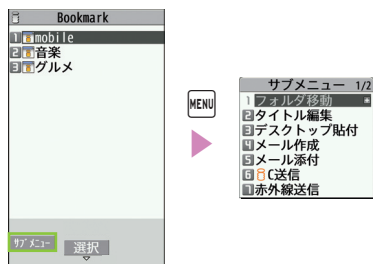 Bookmark
1 mobile
2 音楽
3 グルメ
サブメニュー
選択
MENU
サブメニュー 1/2
1 フォルダ移動
2 タイトル編集
3 デスクトップ貼付
4 メール作成
5 メール添付
6 iC送信
7 赤外線送信